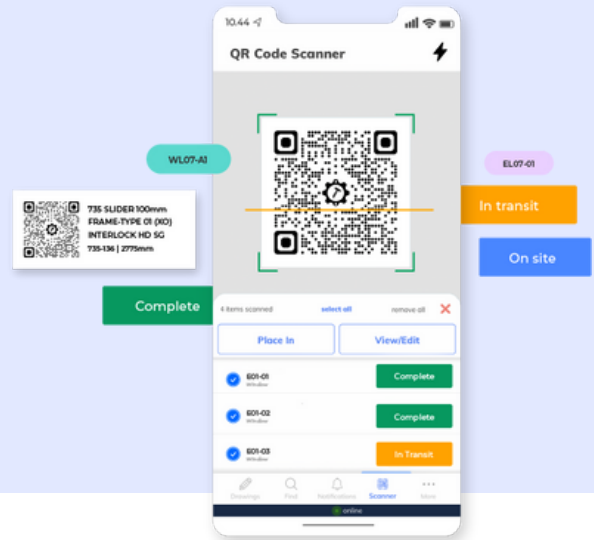 10.44
QR Code Scanner
WL07-A1
EL07-01
735 SLIDER 100mm
FRAME-TYPE 01 (XO)
INTERLOCK HD SG
735-136 | 2775mm
In transit
On site
Complete
4 items scanned
select all
remove all
Place In
View/Edit
E01-01
Window
Complete
E01-02
Window
Complete
E01-03
Window
In Transit
Drawings
Find
Notifications
Scanner
More
online